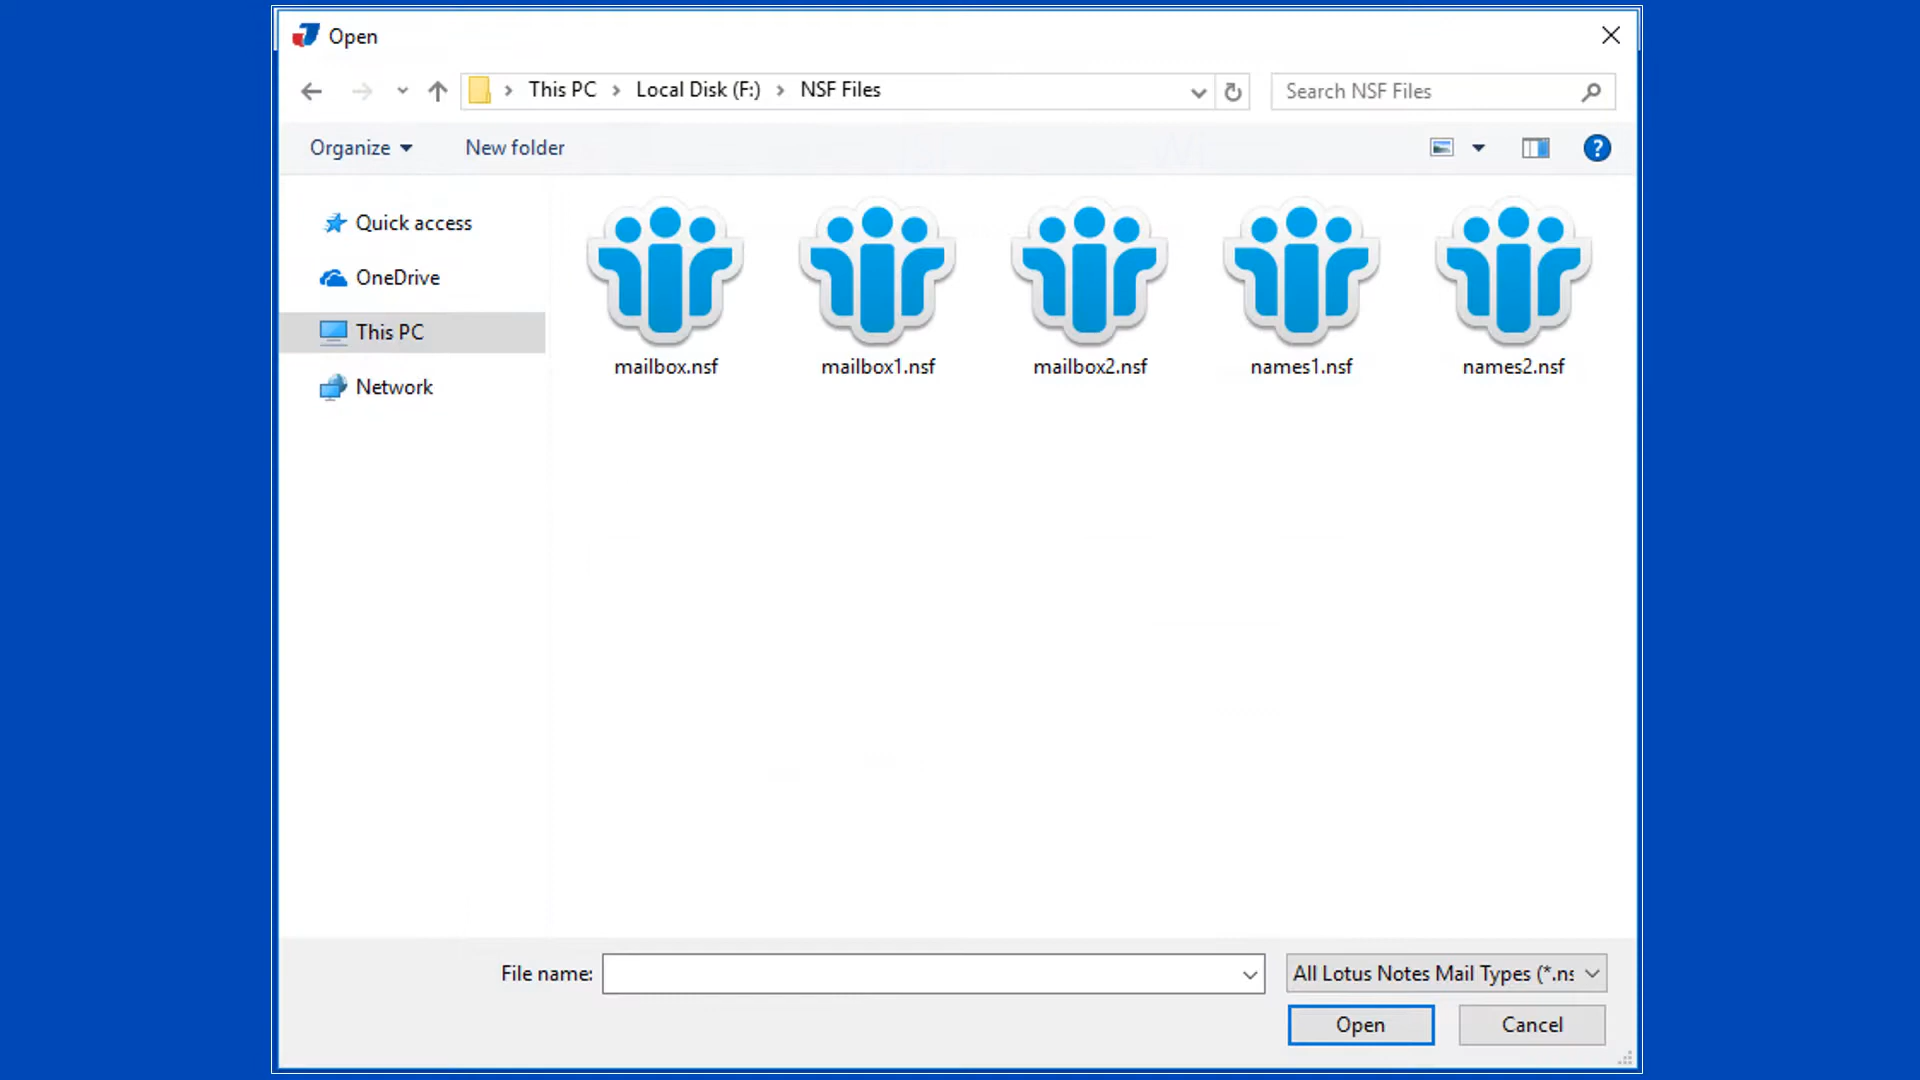 Open
This PC
Local Disk (F:)
NSF Files
Search NSF Files
Organize
New folder
?
Quick access
OneDrive
This PC
Network
mailbox.nsf
mailbox1.nsf
mailbox2.nsf
names1.nsf
names2.nsf
File name:
All Lotus Notes Mail Types (*.ns
Open
Cancel